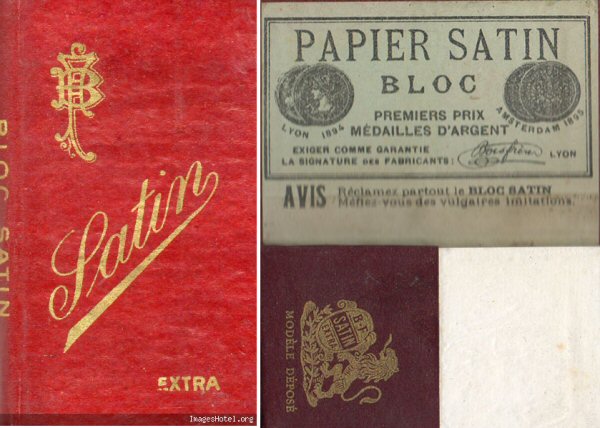 BF
BLOC SATIN
Satin
EXTRA
ImagesHotel.org
PAPIER SATIN
BLOC
LYON 1894
AMSTERDAM 1895
PREMIERS PRIX
MÉDAILLES D'ARGENT
EXIGER COMME GARANTIE
LA SIGNATURE DES FABRICANTS:
LYON
AVIS
Réclamez partout le BLOC SATIN
Méfiez-vous des vulgaires imitations.
B.F.
SATIN
EXTRA
MODÈLE DÉPOSÉ